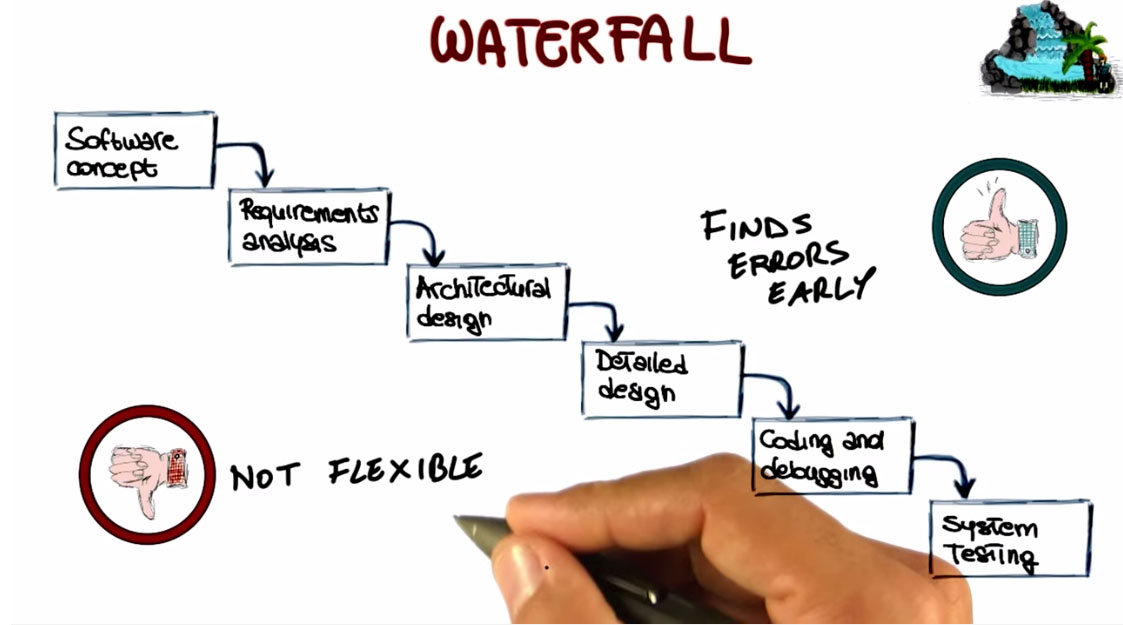 WATERFALL
Software
concept
Requirements
analysis
Architectural
design
Detailed
design
Coding and
debugging
System
Testing
FINDS
ERRORS
EARLY
NOT FLEXIBLE